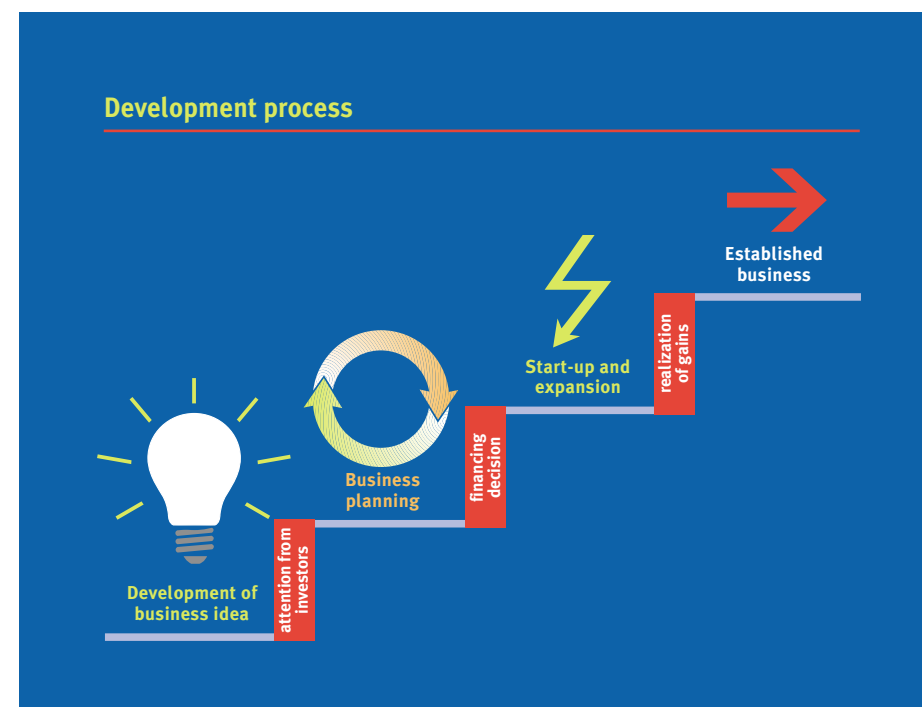 Development process
Established
business
realization
of gains
Start-up and
expansion
financing
decision
Business
planning
attention from
investors
Development of
business idea